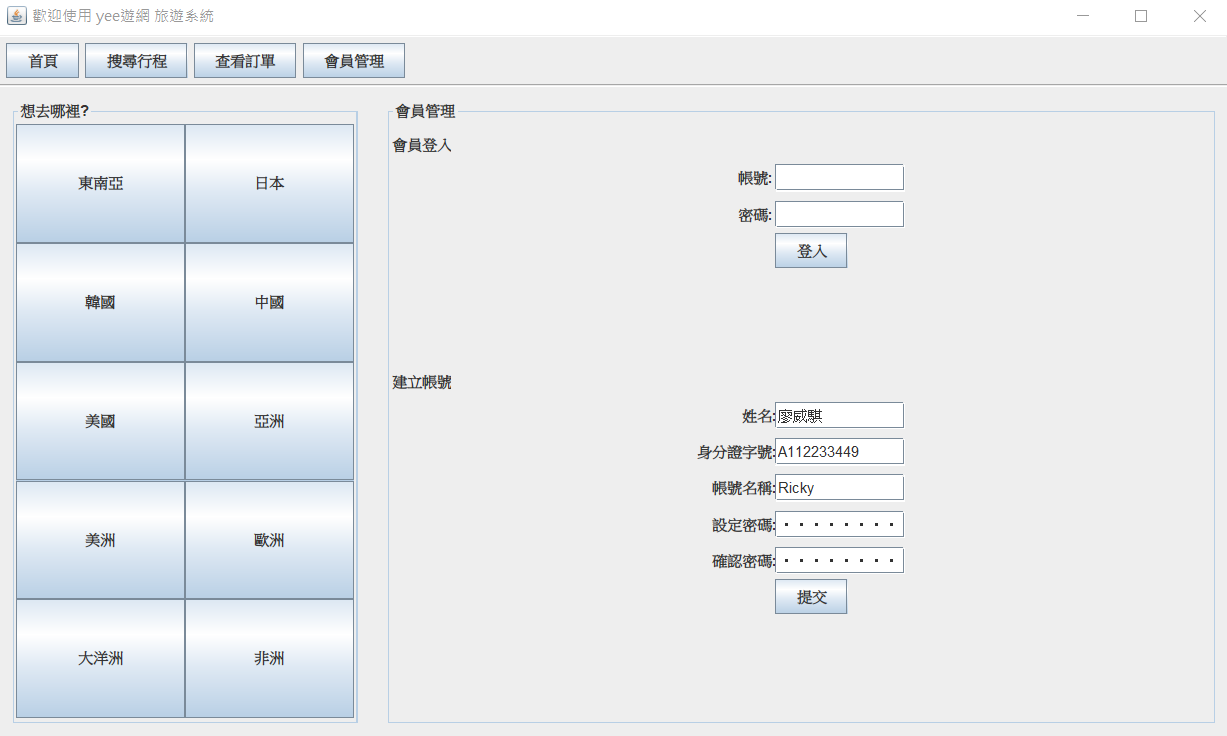 歡迎使用 yee遊網 旅遊系統
首頁 搜尋行程 查看訂單 會員管理
想去哪裡?
東南亞 日本
韓國 中國
美國 亞洲
美洲 歐洲
大洋洲 非洲
會員管理
會員登入
帳號:
密碼:
登入
建立帳號
姓名:廖威騏
身分證字號:A112233449
帳號名稱:Ricky
設定密碼:
確認密碼:
提交